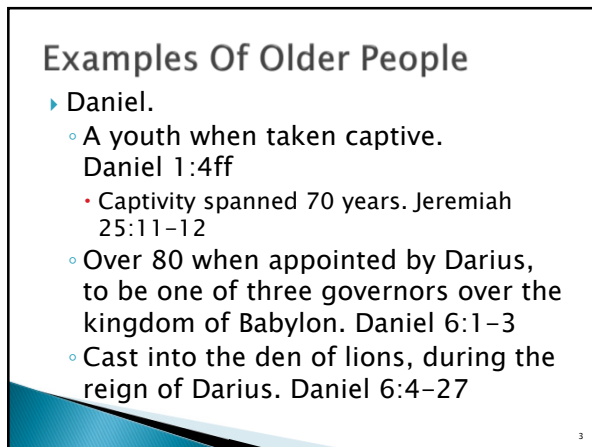 Examples Of Older People
Daniel.
A youth when taken captive.
Daniel 1:4ff
Captivity spanned 70 years. Jeremiah
25:11-12
Over 80 when appointed by Darius,
to be one of three governors over the
kingdom of Babylon. Daniel 6:1-3
Cast into the den of lions, during the
reign of Darius. Daniel 6:4-27
3